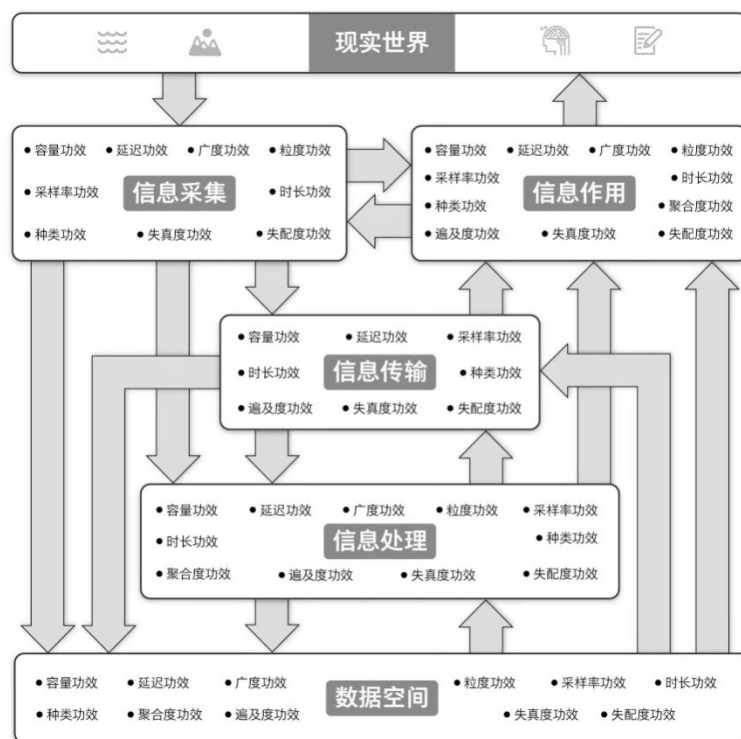 现实世界
容量功效 延迟功效 广度功效 粒度功效
采样率功效 信息采集 时长功效
种类功效 失真度功效 失配度功效
容量功效 延迟功效 广度功效 粒度功效
采样率功效 时长功效
种类功效 信息作用 聚合度功效
遍及度功效 失真度功效 失配度功效
容量功效 延迟功效 采样率功效
时长功效 信息传输 种类功效
遍及度功效 失真度功效 失配度功效
容量功效 延迟功效 广度功效 粒度功效 采样率功效
时长功效 信息处理 种类功效
聚合度功效 遍及度功效 失真度功效 失配度功效
容量功效 延迟功效 广度功效 数据空间 粒度功效 采样率功效 时长功效
种类功效 聚合度功效 遍及度功效 失真度功效 失配度功效